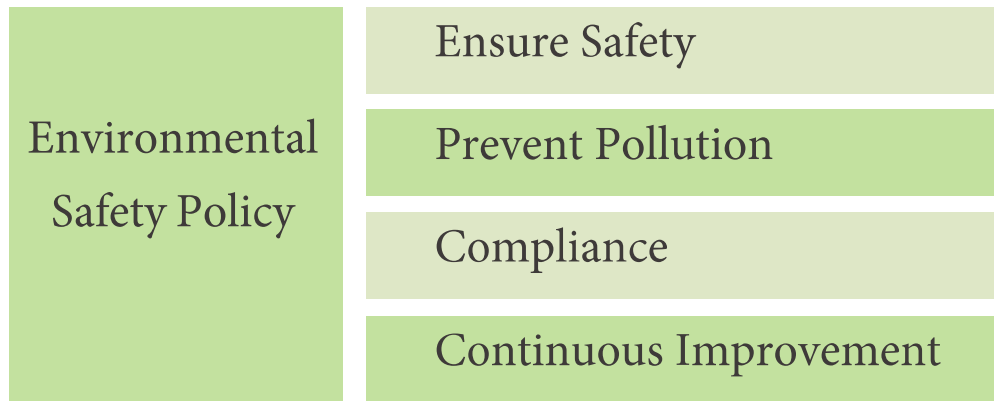 Environmental
Safety Policy
Ensure Safety
Prevent Pollution
Compliance
Continuous Improvement